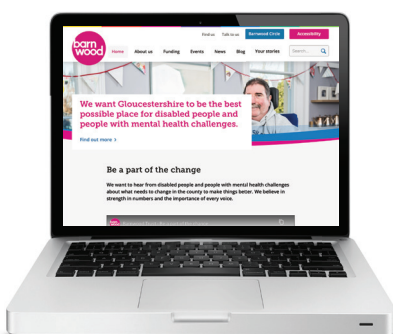 Find us Talk to us Barnwood Circle Accessibility
barn
wood
Home About us Funding Events News Blog Your stories Search...
We want Gloucestershire to be the best
possible place for disabled people and
people with mental health challenges.
Find out more >
Be a part of the change
We want to hear from disabled people and people with mental health challenges
about what needs to change in the county to make things better. We believe in
strength in numbers and the importance of every voice.